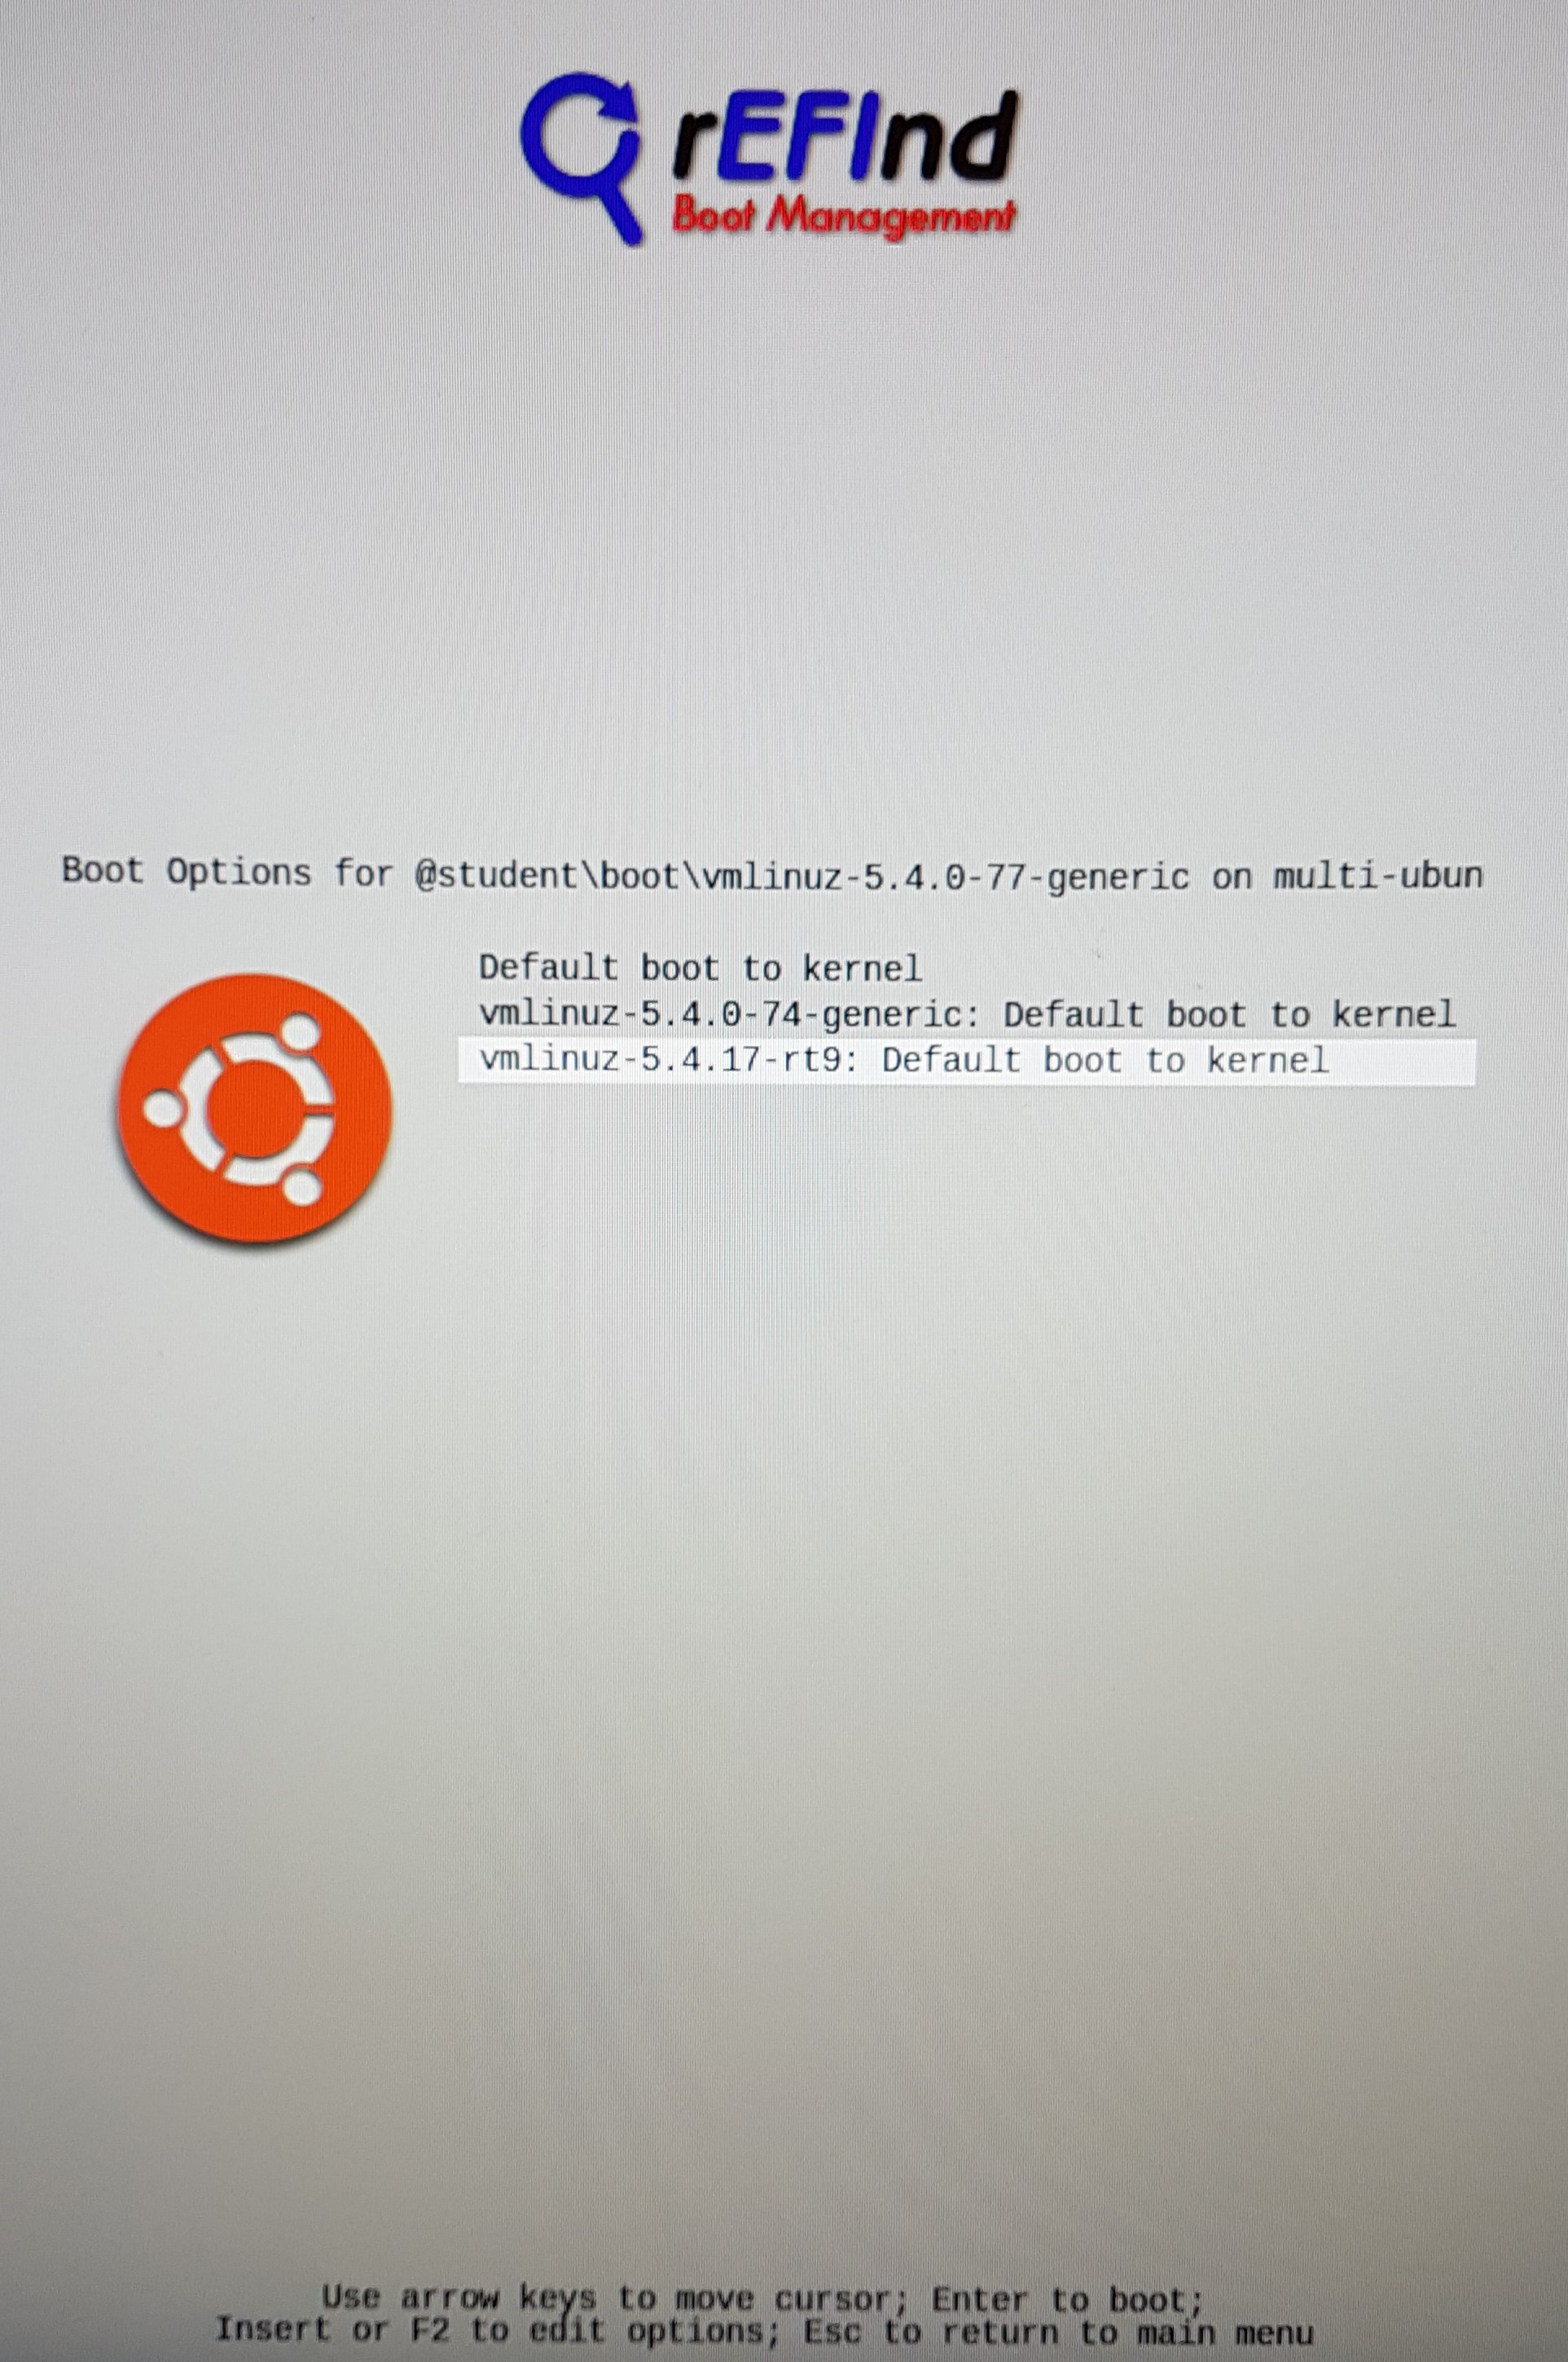 rEFInd
Boot Management
Boot Options for @student\boot\vmlinuz-5.4.0-77-generic on multi-ubun
Default boot to kernel
vmlinuz-5.4.0-74-generic: Default boot to kernel
vmlinuz-5.4.17-rt9: Default boot to kernel
Use arrow keys to move cursor; Enter to boot;
Insert or F2 to edit options; Esc to return to main menu